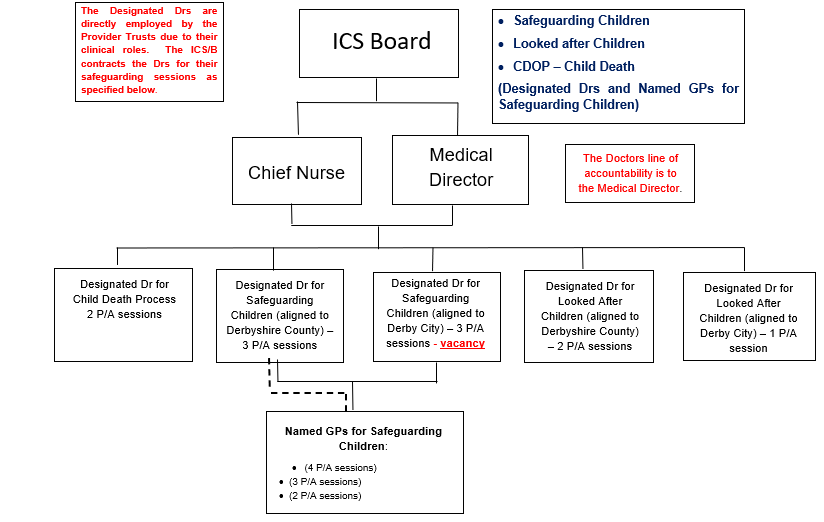 The Designated Drs are
directly employed by the
Provider Trusts due to their
clinical roles. The ICS/B
contracts the Drs for their
safeguarding sessions as
specified below.
ICS Board
• Safeguarding Children
• Looked after Children
• CDOP – Child Death
(Designated Drs and Named GPs for
Safeguarding Children)
Chief Nurse
Medical
Director
The Doctors line of
accountability is to
the Medical Director.
Designated Dr for
Child Death Process
2 P/A sessions
Designated Dr for
Safeguarding
Children (aligned to
Derbyshire County) –
3 P/A sessions
Designated Dr for
Safeguarding
Children (aligned to
Derby City) – 3 P/A
sessions - vacancy
Designated Dr for
Looked After
Children (aligned to
Derbyshire County)
– 2 P/A sessions
Designated Dr for
Looked After
Children (aligned to
Derby City) – 1 P/A
session
Named GPs for Safeguarding
Children:
• (4 P/A sessions)
• (3 P/A sessions)
• (2 P/A sessions)